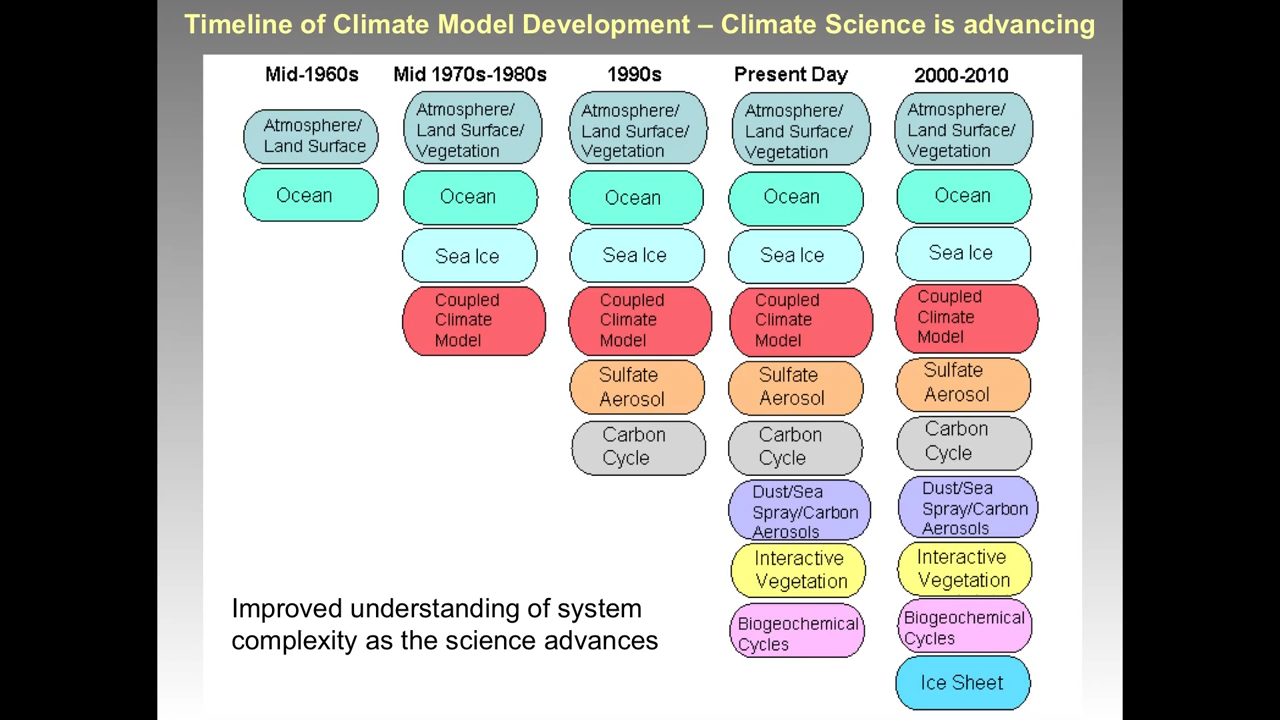 Timeline of Climate Model Development – Climate Science is advancing
Mid-1960s
Atmosphere/
Land Surface
Ocean
Mid 1970s-1980s
Atmosphere/
Land Surface/
Vegetation
Ocean
Sea Ice
Coupled
Climate
Model
1990s
Atmosphere/
Land Surface/
Vegetation
Ocean
Sea Ice
Coupled
Climate
Model
Sulfate
Aerosol
Carbon
Cycle
Present Day
Atmosphere/
Land Surface/
Vegetation
Ocean
Sea Ice
Coupled
Climate
Model
Sulfate
Aerosol
Carbon
Cycle
Dust/Sea
Spray/Carbon
Aerosols
Interactive
Vegetation
Biogeochemical
Cycles
2000-2010
Atmosphere/
Land Surface/
Vegetation
Ocean
Sea Ice
Coupled
Climate
Model
Sulfate
Aerosol
Carbon
Cycle
Dust/Sea
Spray/Carbon
Aerosols
Interactive
Vegetation
Biogeochemical
Cycles
Ice Sheet
Improved understanding of system
complexity as the science advances